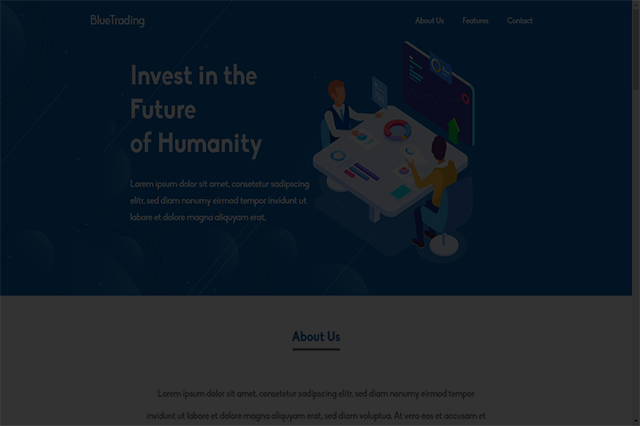 BlueTrading
About Us Features Contact
Invest in the
Future
of Humanity
Lorem ipsum dolor sit amet, consetetur sadipscing
elitr, sed diam nonumy eirmod tempor invidunt ut
labore et dolore magna aliquyam erat.
About Us
Lorem ipsum dolor sit amet, consetetur sadipscing elitr, sed diam nonumy eirmod tempor
invidunt ut labore et dolore magna aliquyam erat, sed diam voluptua. At vero eos et accusam et